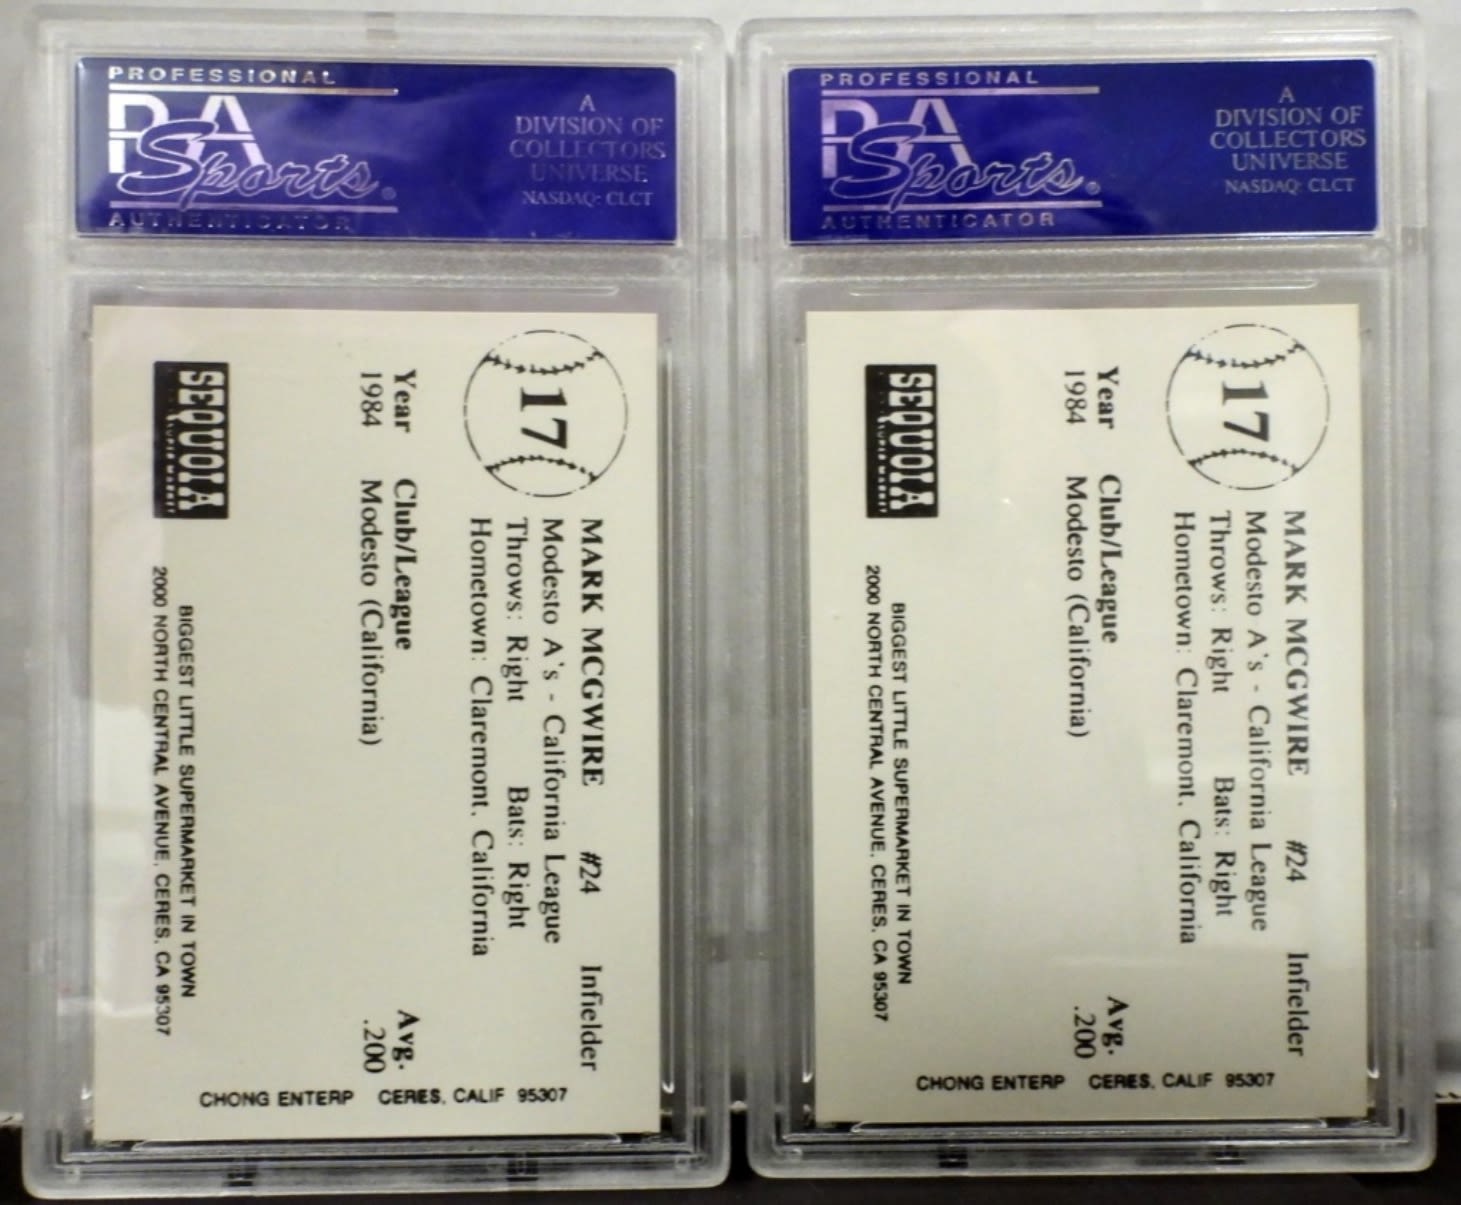 PROFESSIONAL
PSA
Sports®
AUTHENTICATOR
A
DIVISION OF
COLLECTORS
UNIVERSE
NASDAQ: CLCT
17
MARK MCGWIRE #24 Infielder
Modesto A's - California League
Throws: Right Bats: Right
Hometown: Claremont. California
Year Club/League Avg.
1984 Modesto (California) .200
SEQUOIA
SUPER MARKET
BIGGEST LITTLE SUPERMARKET IN TOWN
2000 NORTH CENTRAL AVENUE, CERES, CA 95307
CHONG ENTERP CERES, CALIF 95307
PROFESSIONAL
PSA
Sports®
AUTHENTICATOR
A
DIVISION OF
COLLECTORS
UNIVERSE
NASDAQ: CLCT
17
MARK MCGWIRE #24 Infielder
Modesto A's - California League
Throws: Right Bats: Right
Hometown: Claremont. California
Year Club/League Avg.
1984 Modesto (California) .200
SEQUOIA
SUPER MARKET
BIGGEST LITTLE SUPERMARKET IN TOWN
2000 NORTH CENTRAL AVENUE, CERES, CA 95307
CHONG ENTERP CERES, CALIF 95307